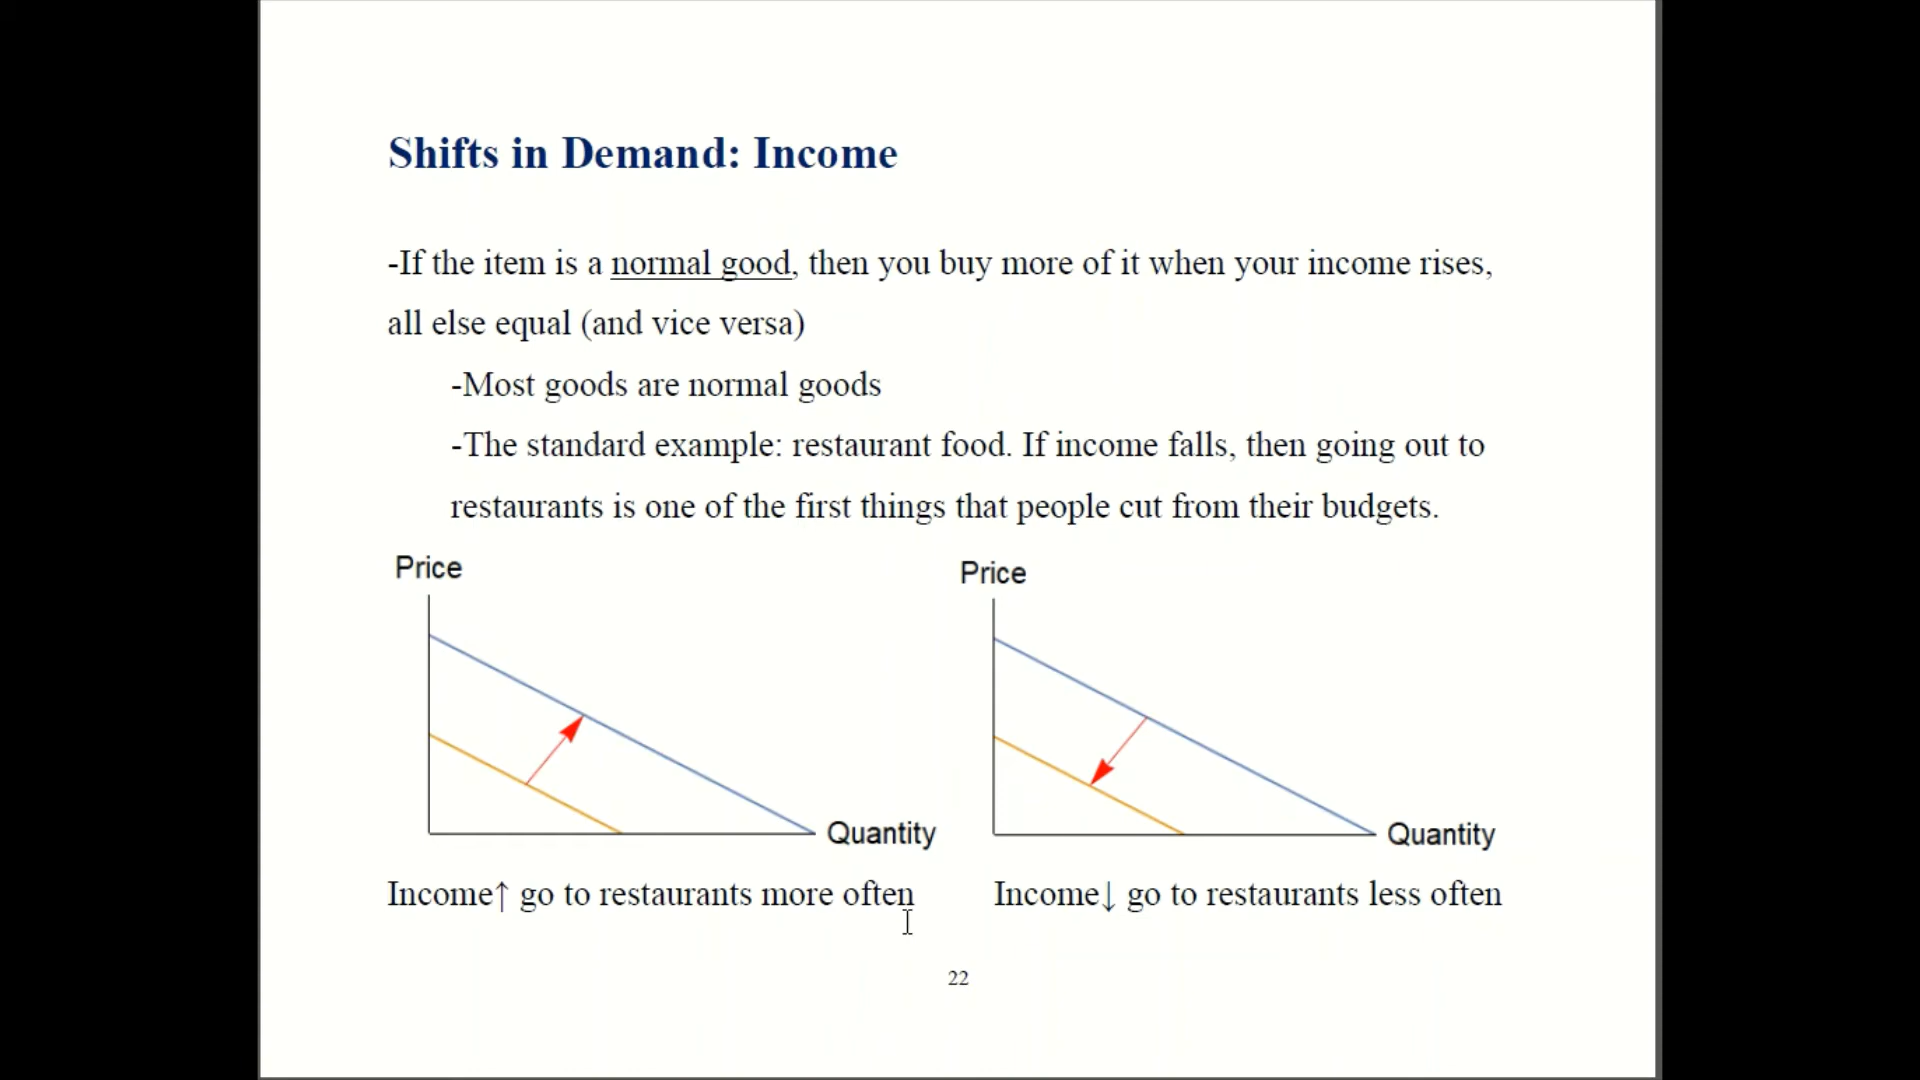 Shifts in Demand: Income
-If the item is a normal good, then you buy more of it when your income rises,
all else equal (and vice versa)
-Most goods are normal goods
-The standard example: restaurant food. If income falls, then going out to
restaurants is one of the first things that people cut from their budgets.
Price
Quantity
Price
Quantity
Income↑ go to restaurants more often
Income↓ go to restaurants less often
22